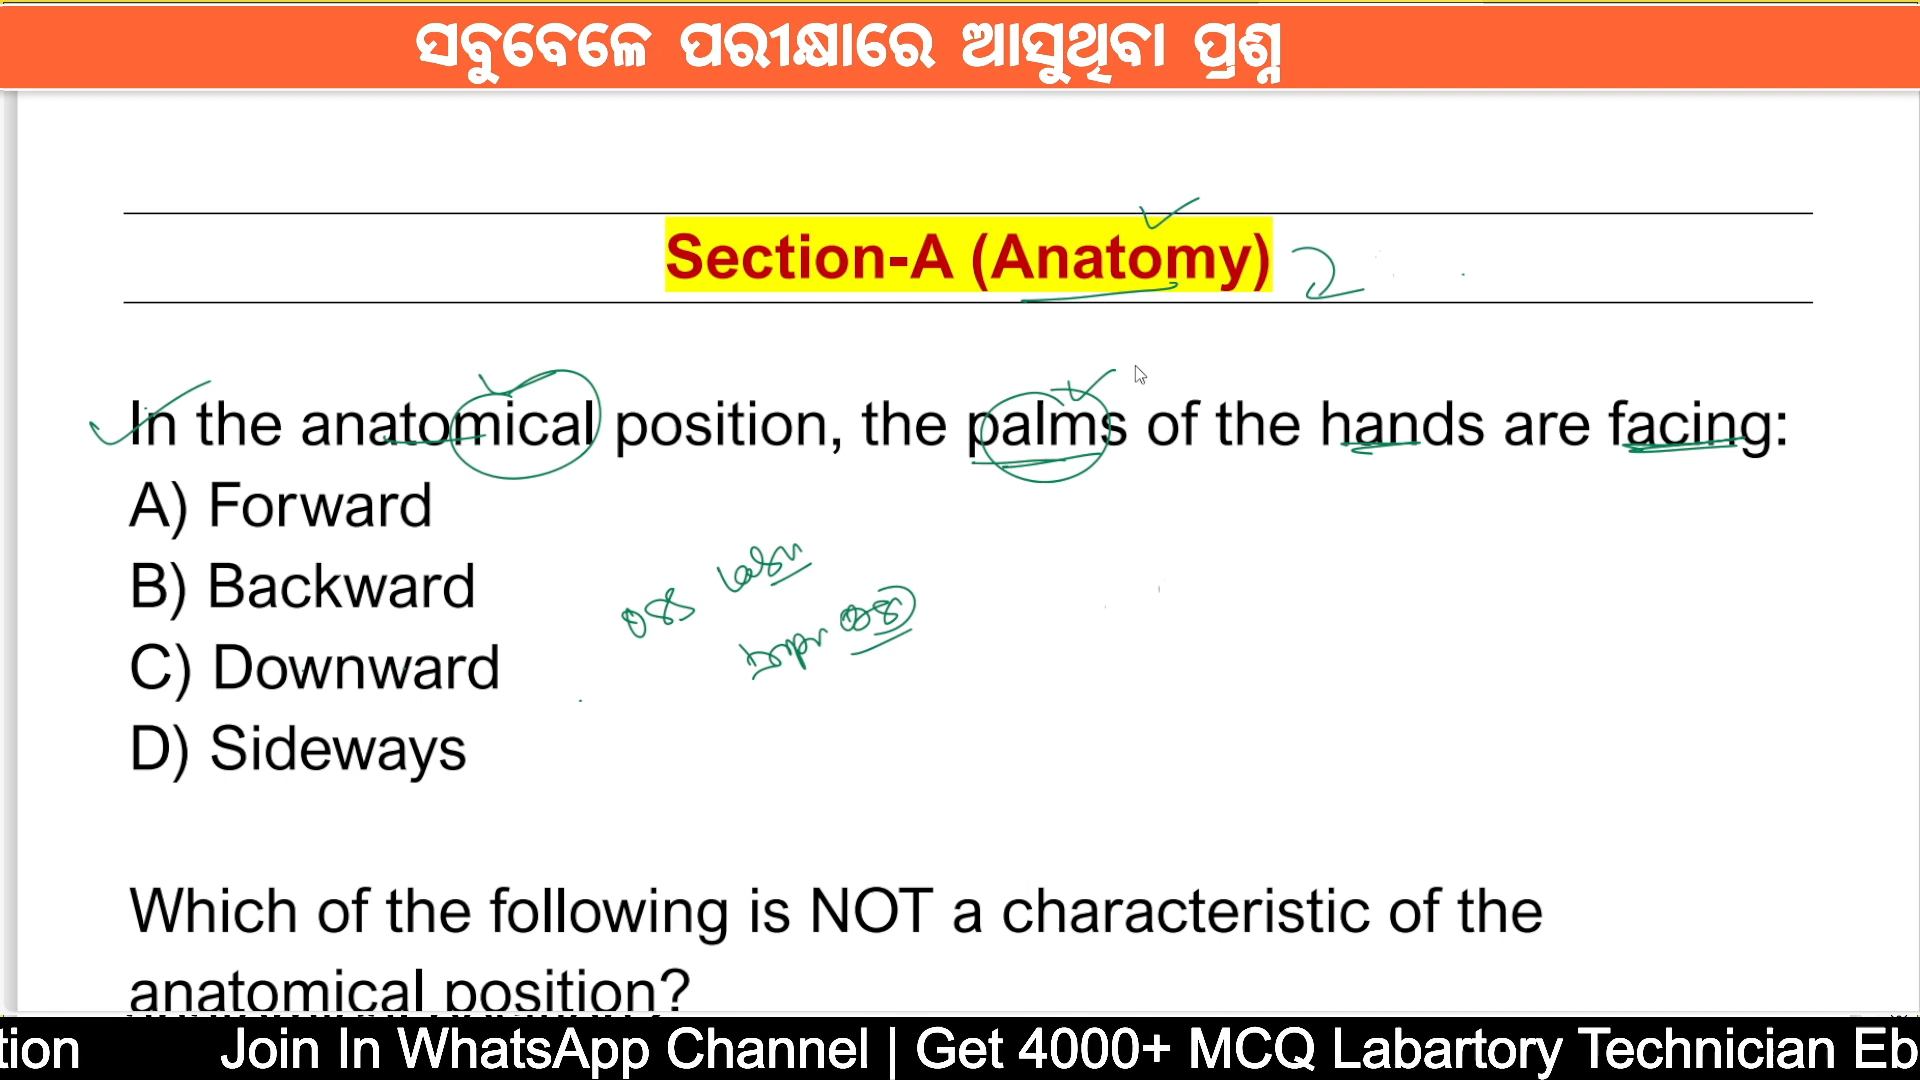 ସବୁବେଳେ ପରୀକ୍ଷାରେ ଆସୁଥିବା ପ୍ରଶ୍ନ
Section-A (Anatomy) 2
In the anatomical position, the palms of the hands are facing:
A) Forward
B) Backward
C) Downward
D) Sideways
Which of the following is NOT a characteristic of the
anatomical position?
tion Join In WhatsApp Channel | Get 4000+ MCQ Labartory Technician Eb